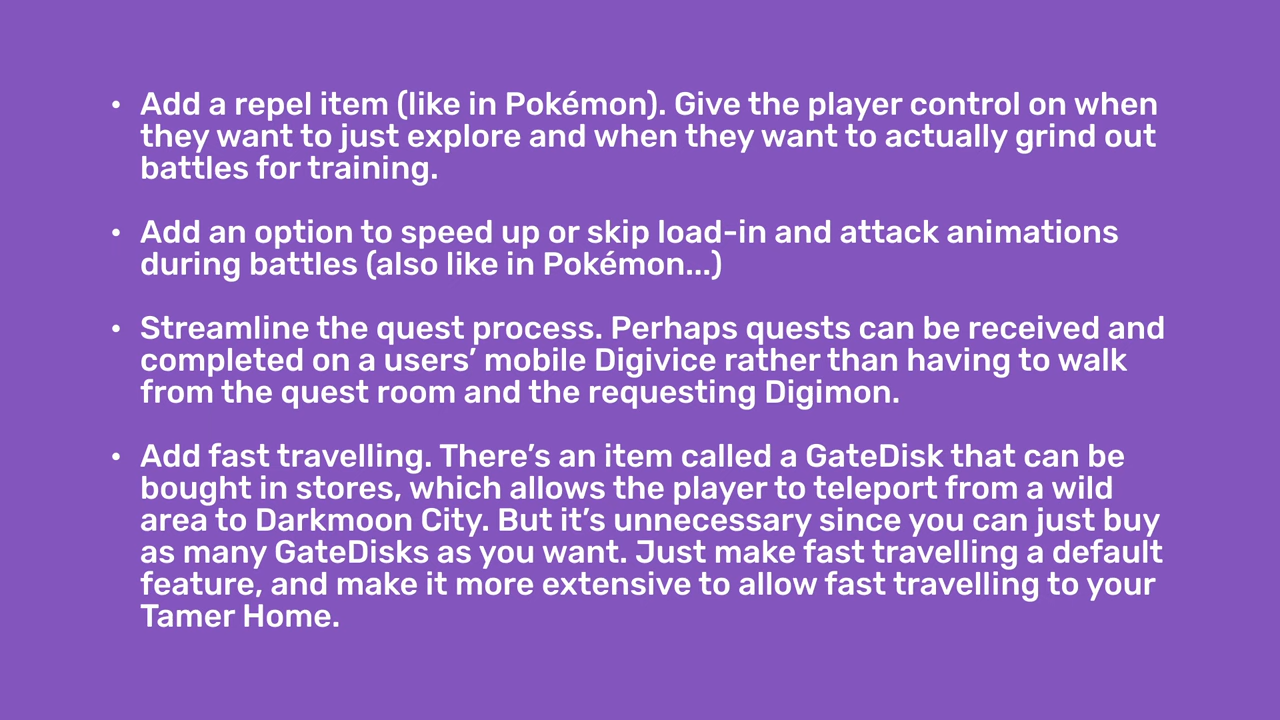 • Add a repel item (like in Pokémon). Give the player control on when
they want to just explore and when they want to actually grind out
battles for training.
• Add an option to speed up or skip load-in and attack animations
during battles (also like in Pokémon...)
• Streamline the quest process. Perhaps quests can be received and
completed on a users’ mobile Digivice rather than having to walk
from the quest room and the requesting Digimon.
• Add fast travelling. There’s an item called a GateDisk that can be
bought in stores, which allows the player to teleport from a wild
area to Darkmoon City. But it’s unnecessary since you can just buy
as many GateDisks as you want. Just make fast travelling a default
feature, and make it more extensive to allow fast travelling to your
Tamer Home.